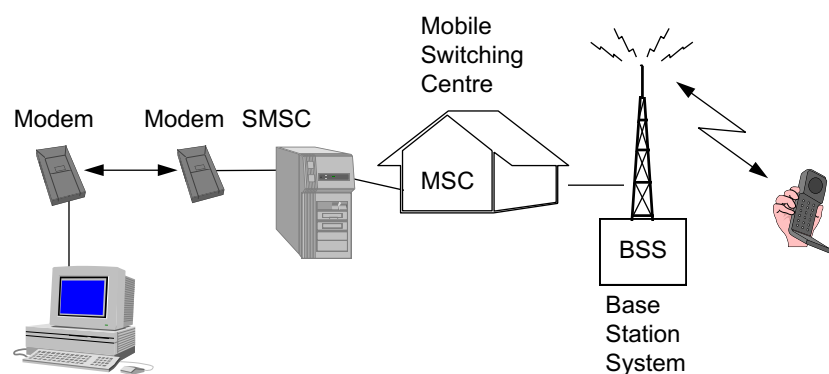 Mobile
Switching
Centre
Modem
Modem
SMSC
MSC
BSS
Base
Station
System